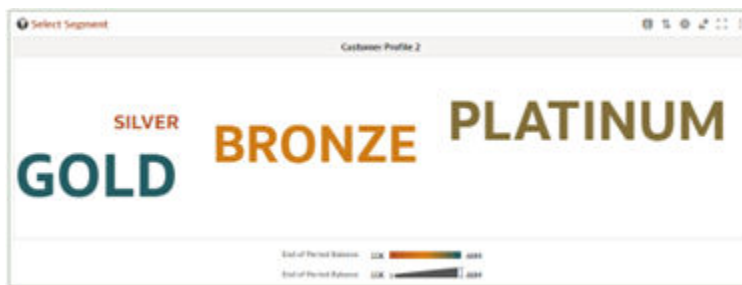 Select Segment
Customer Profile 2
SILVER
GOLD
BRONZE
PLATINUM
End of Period Balance
End of Period Balance